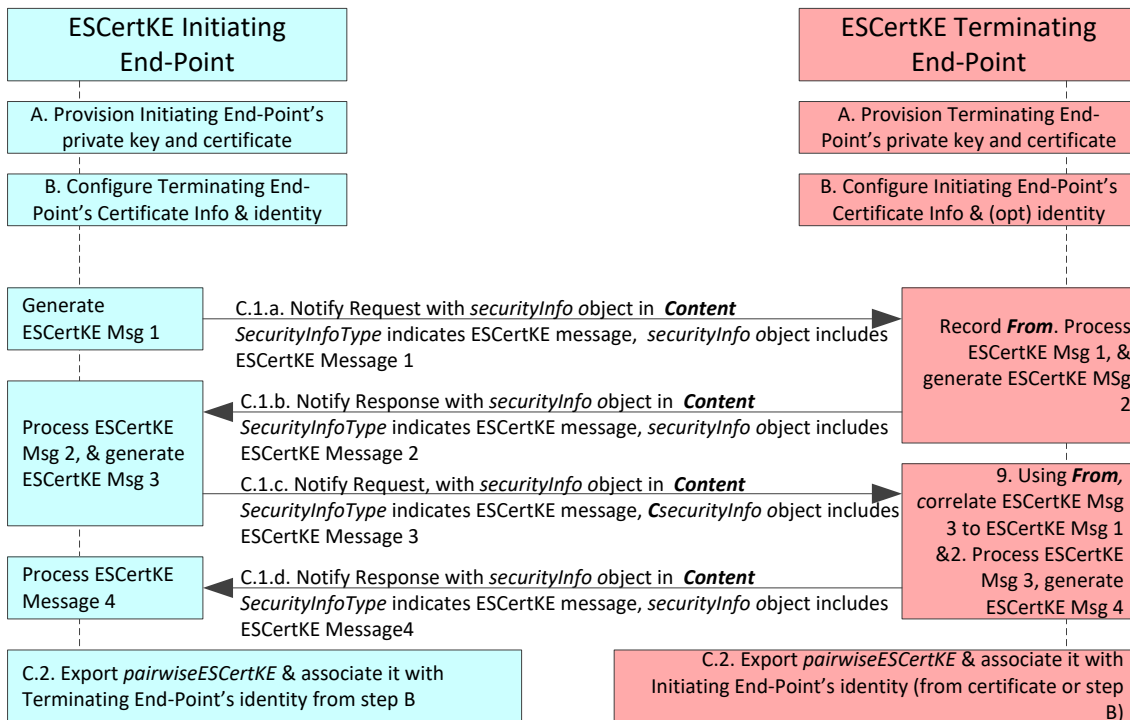 ESCertKE Initiating
End-Point
ESCertKE Terminating
End-Point
A. Provision Initiating End-Point's
private key and certificate
A. Provision Terminating End-
Point's private key and certificate
B. Configure Terminating End-
Point's Certificate Info & identity
B. Configure Initiating End-Point's
Certificate Info & (opt) identity
Generate
ESCertKE Msg 1
C.1.a. Notify Request with securityInfo object in Content
SecurityInfoType indicates ESCertKE message, securityInfo object includes
ESCertKE Message 1
Record From. Process
ESCertKE Msg 1, &
generate ESCertKE MSg
2
C.1.b. Notify Response with securityInfo object in Content
SecurityInfoType indicates ESCertKE message, securityInfo object includes
ESCertKE Message 2
Process ESCertKE
Msg 2, & generate
ESCertKE Msg 3
C.1.c. Notify Request, with securityInfo object in Content
SecurityInfoType indicates ESCertKE message, CsecurityInfo object includes
ESCertKE Message 3
9. Using From,
correlate ESCertKE Msg
3 to ESCertKE Msg 1
&2. Process ESCertKE
Msg 3, generate
ESCertKE Msg 4
Process ESCertKE
Message 4
C.1.d. Notify Response with securityInfo object in Content
SecurityInfoType indicates ESCertKE message, securityInfo object includes
ESCertKE Message4
C.2. Export pairwiseESCertKE & associate it with
Terminating End-Point's identity from step B
C.2. Export pairwiseESCertKE & associate it with
Initiating End-Point's identity (from certificate or step
B)